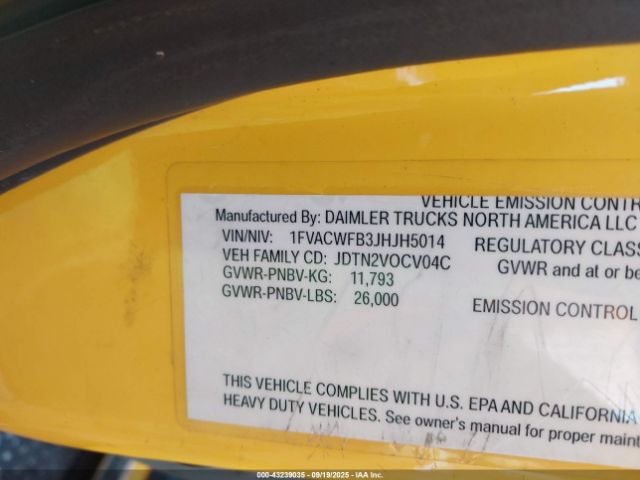 VEHICLE EMISSION CONTR
Manufactured By: DAIMLER TRUCKS NORTH AMERICA LLC
VIN/NIV: 1FVACWFB3JHJH5014 REGULATORY CLASS
VEH FAMILY CD: JDTN2VOCV04C GVWR and at or be
GVWR-PNBV-KG: 11,793
GVWR-PNBV-LBS: 26,000 EMISSION CONTROL
THIS VEHICLE COMPLIES WITH U.S. EPA AND CALIFORNIA
HEAVY DUTY VEHICLES. See owner's manual for proper maint
000-43239035 - 09/19/2025 - IAA Inc.